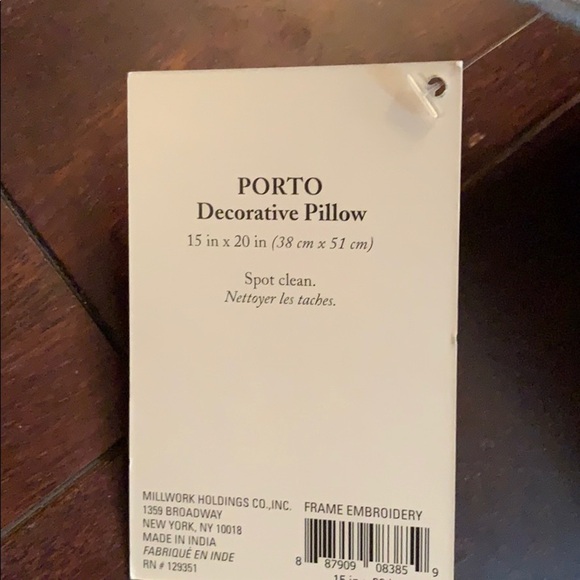 PORTO
Decorative Pillow
15 in x 20 in (38 cm x 51 cm)
Spot clean.
Nettoyer les taches.
MILLWORK HOLDINGS CO.,INC.
1359 BROADWAY
NEW YORK, NY 10018
MADE IN INDIA
FABRIQUÉ EN INDE
RN # 129351
FRAME EMBROIDERY
8 87909 08385 9